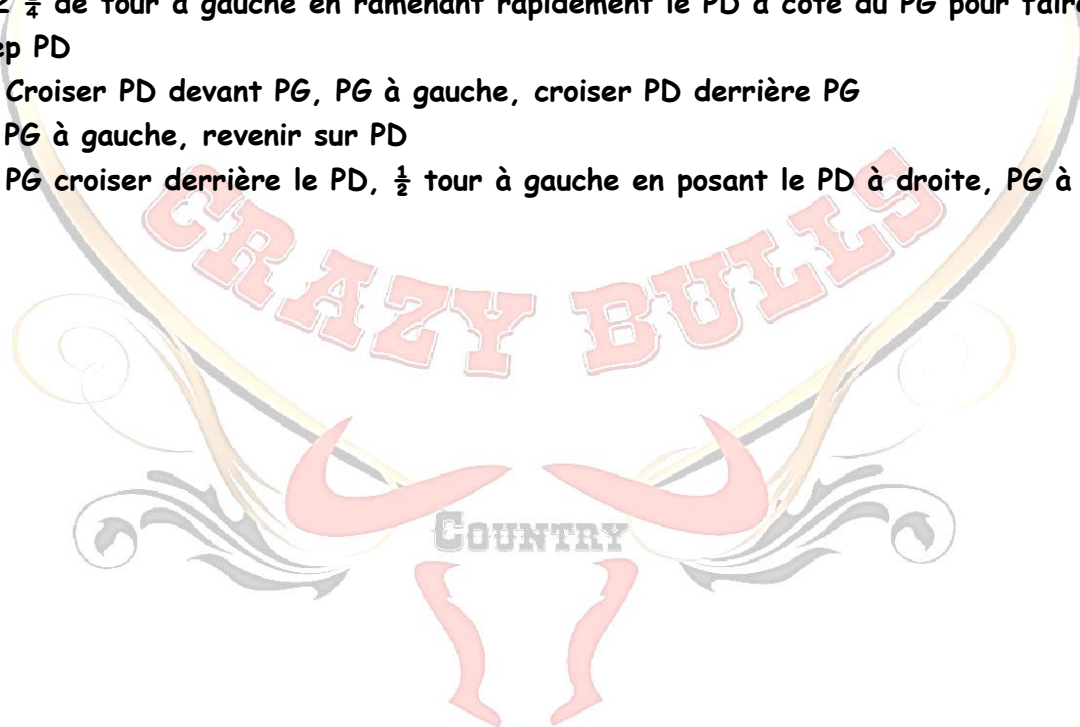 ¼ de tour à gauche en ramenant rapidement le PD à côté du PG pour faire
ep PD
Croiser PD devant PG, PG à gauche, croiser PD derrière PG
PG à gauche, revenir sur PD
PG croiser derrière le PD, ½ tour à gauche en posant le PD à droite, PG à
CRAZY BULLS
COUNTRY